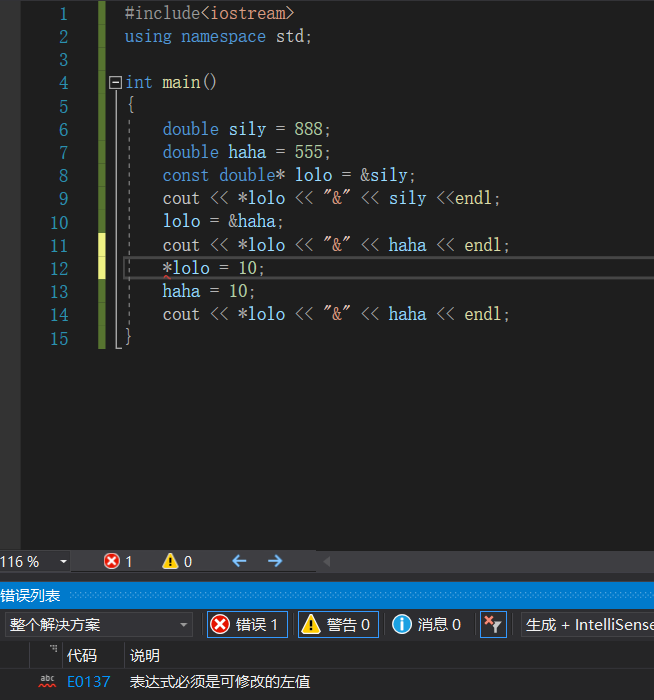 1 #include<iostream>
2 using namespace std;
3
4 int main()
5 {
6 double sily = 888;
7 double haha = 555;
8 const double* lolo = &sily;
9 cout << *lolo << "&" << sily <<endl;
10 lolo = &haha;
11 cout << *lolo << "&" << haha << endl;
12 *lolo = 10;
13 haha = 10;
14 cout << *lolo << "&" << haha << endl;
15 }
116 % 1 0
错误列表
整个解决方案 错误 1 警告 0 消息 0 生成 + IntelliSense
代码 说明
abc E0137 表达式必须是可修改的左值